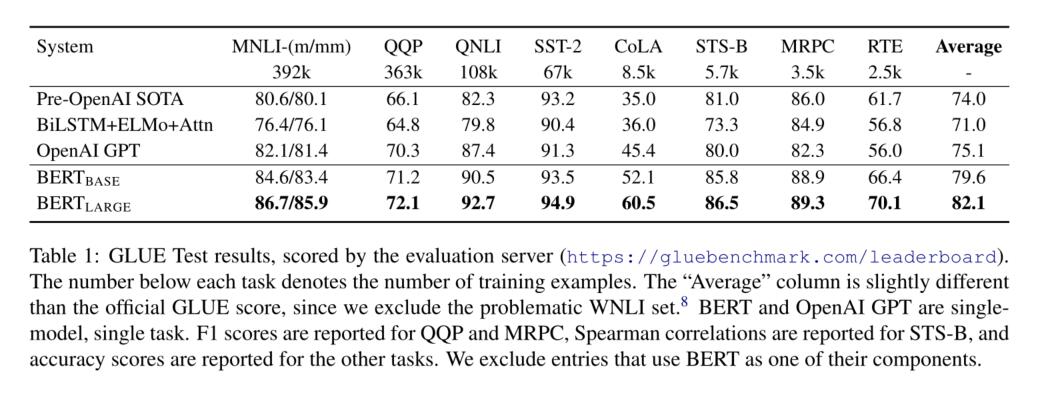 System MNLI-(m/mm) QQP QNLI SST-2 CoLA STS-B MRPC RTE Average
392k 363k 108k 67k 8.5k 5.7k 3.5k 2.5k -
Pre-OpenAI SOTA 80.6/80.1 66.1 82.3 93.2 35.0 81.0 86.0 61.7 74.0
BiLSTM+ELMo+Attn 76.4/76.1 64.8 79.8 90.4 36.0 73.3 84.9 56.8 71.0
OpenAI GPT 82.1/81.4 70.3 87.4 91.3 45.4 80.0 82.3 56.0 75.1
BERTBASE 84.6/83.4 71.2 90.5 93.5 52.1 85.8 88.9 66.4 79.6
BERTLARGE 86.7/85.9 72.1 92.7 94.9 60.5 86.5 89.3 70.1 82.1
Table 1: GLUE Test results, scored by the evaluation server (https://gluebenchmark.com/leaderboard).
The number below each task denotes the number of training examples. The “Average” column is slightly different
than the official GLUE score, since we exclude the problematic WNLI set.8 BERT and OpenAI GPT are single-
model, single task. F1 scores are reported for QQP and MRPC, Spearman correlations are reported for STS-B, and
accuracy scores are reported for the other tasks. We exclude entries that use BERT as one of their components.